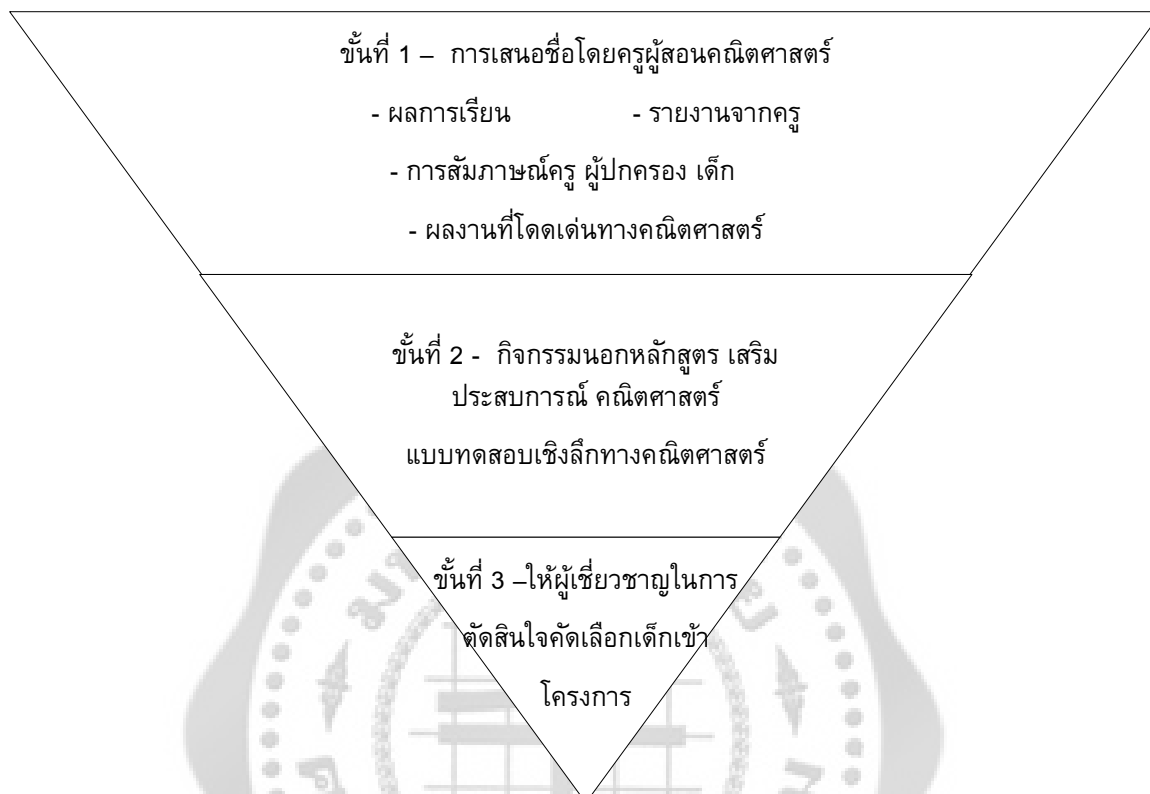 ขั้นที่ 1 – การเสนอชื่อโดยครูผู้สอนคณิตศาสตร์
- ผลการเรียน - รายงานจากครู
- การสัมภาษณ์ครู ผู้ปกครอง เด็ก
- ผลงานที่โดดเด่นทางคณิตศาสตร์
ขั้นที่ 2 - กิจกรรมนอกหลักสูตร เสริม
ประสบการณ์ คณิตศาสตร์
แบบทดสอบเชิงลึกทางคณิตศาสตร์
ขั้นที่ 3 –ให้ผู้เชี่ยวชาญในการ
ตัดสินใจคัดเลือกเด็กเข้า
โครงการ